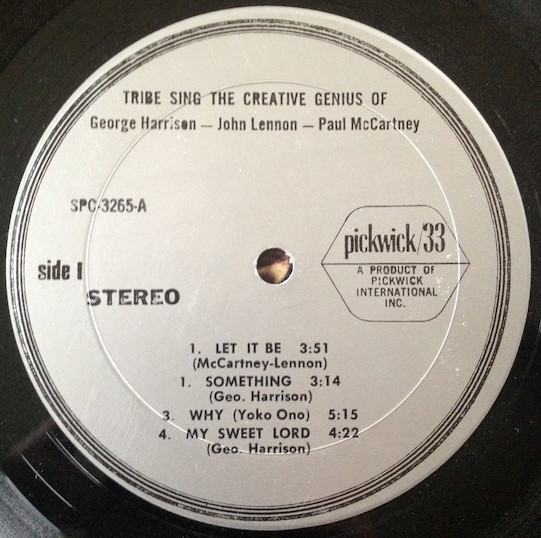 TRIBE SING THE CREATIVE GENIUS OF
George Harrison — John Lennon — Paul McCartney
SPC-3265-A
pickwick/33
A PRODUCT OF
PICKWICK
INTERNATIONAL
INC.
side 1
STEREO
1. LET IT BE 3:51
(McCartney-Lennon)
1. SOMETHING 3:14
(Geo. Harrison)
3. WHY (Yoko Ono) 5:15
4. MY SWEET LORD 4:22
(Geo. Harrison)